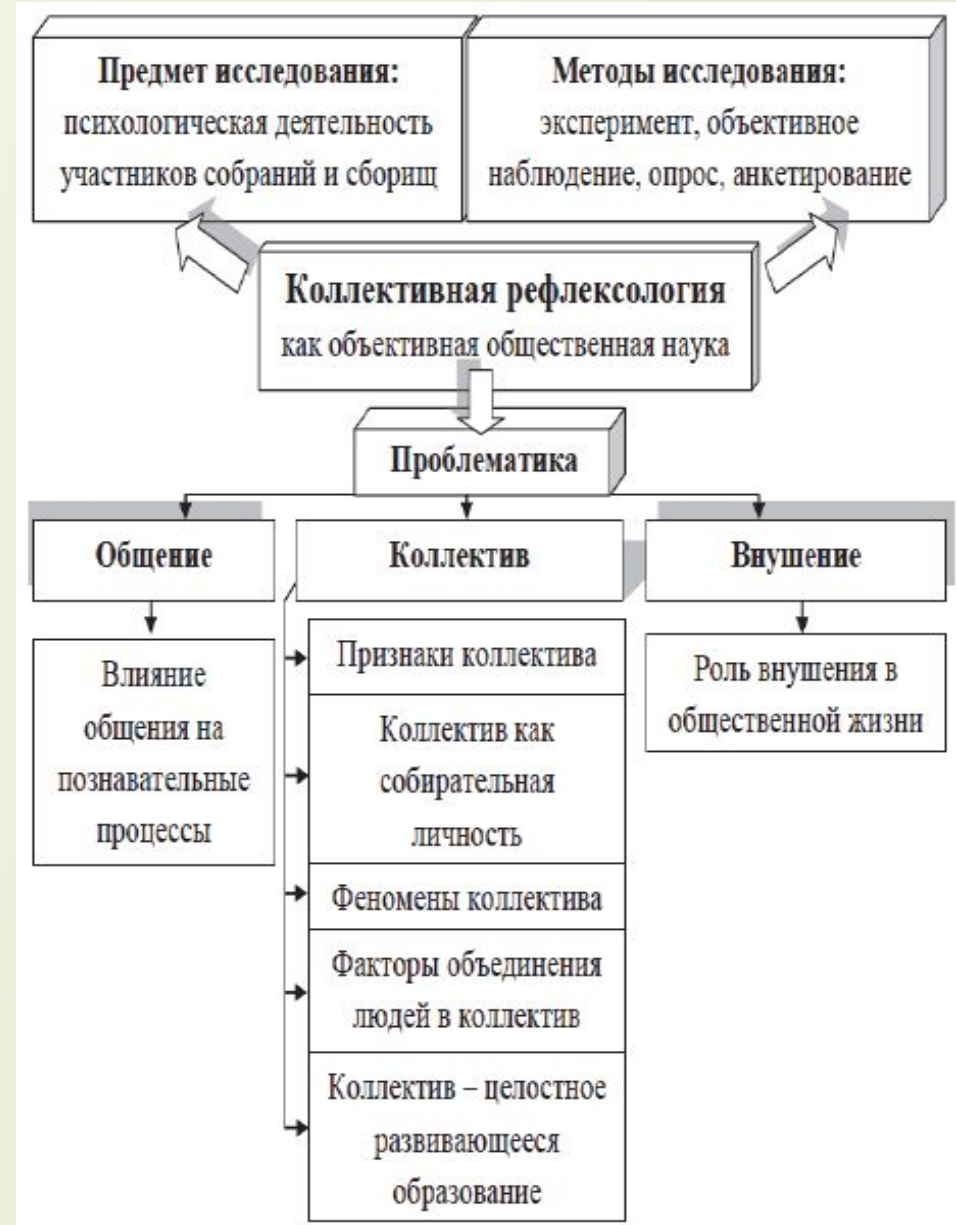 Предмет исследования:
психологическая деятельность
участников собраний и сборищ
Методы исследования:
эксперимент, объективное
наблюдение, опрос, анкетирование
Коллективная рефлексология
как объективная общественная наука
Проблематика
Общение
Влияние
общения на
познавательные
процессы
Коллектив
Признаки коллектива
Коллектив как
собирательная
личность
Феномены коллектива
Факторы объединения
людей в коллектив
Коллектив – целостное
развивающееся
образование
Внушение
Роль внушения в
общественной жизни